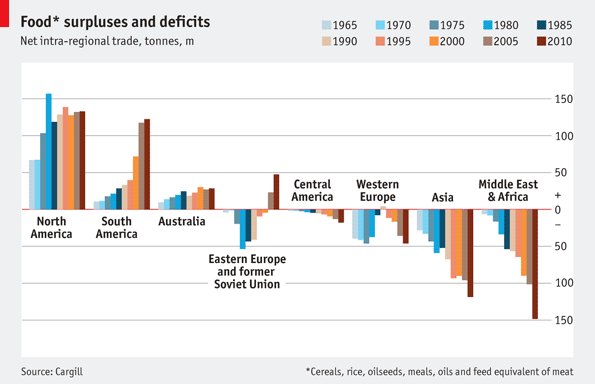 Food* surpluses and deficits
Net intra-regional trade, tonnes, m
1965 1970 1975 1980 1985
1990 1995 2000 2005 2010
150
100
50
+
0
–
50
100
150
North
America
South
America
Australia
Eastern Europe
and former
Soviet Union
Central
America
Western
Europe
Asia
Middle East
& Africa
Source: Cargill
*Cereals, rice, oilseeds, meals, oils and feed equivalent of meat